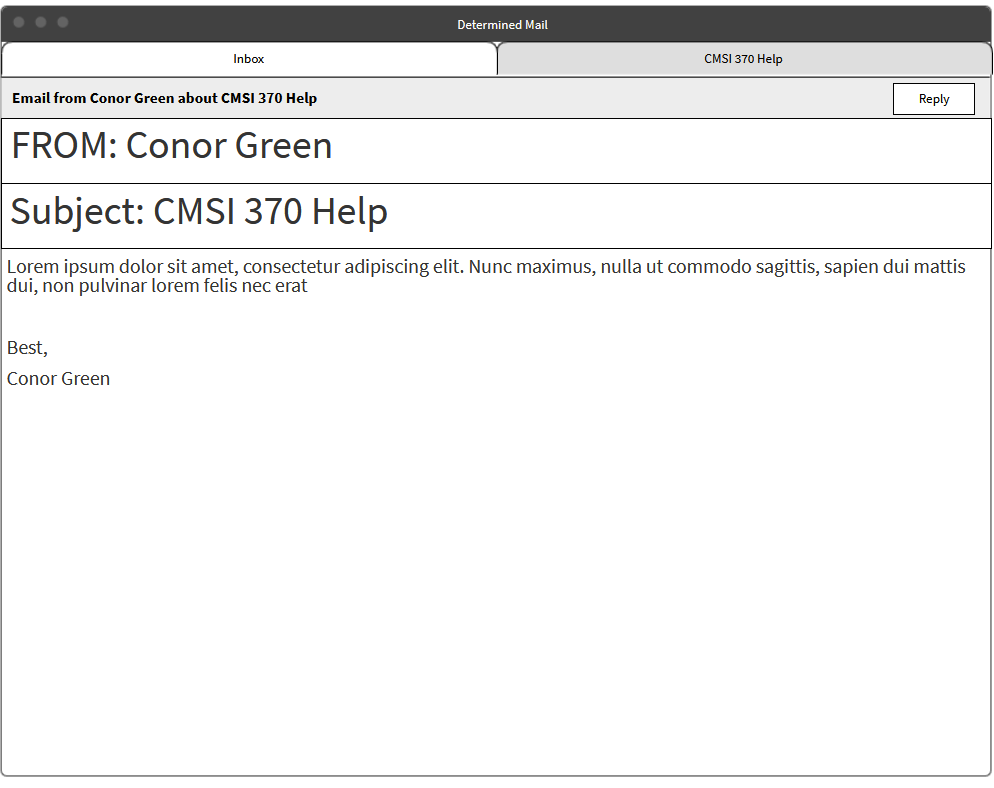 Determined Mail
Inbox
CMSI 370 Help
Email from Conor Green about CMSI 370 Help
Reply
FROM: Conor Green
Subject: CMSI 370 Help
Lorem ipsum dolor sit amet, consectetur adipiscing elit. Nunc maximus, nulla ut commodo sagittis, sapien dui mattis
dui, non pulvinar lorem felis nec erat
Best,
Conor Green